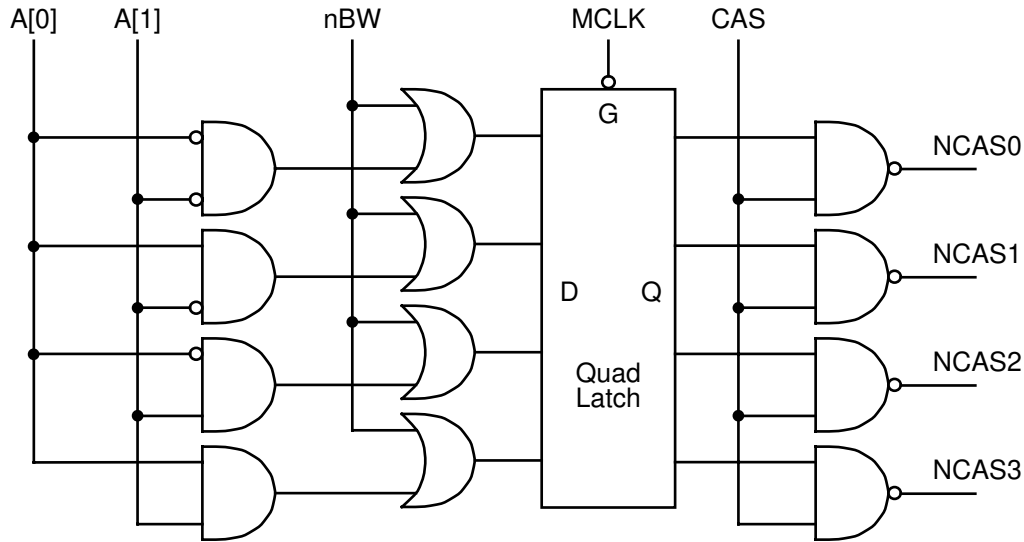 A[0] A[1] nBW MCLK CAS
G
NCAS0
NCAS1
D Q
NCAS2
Quad
Latch
NCAS3